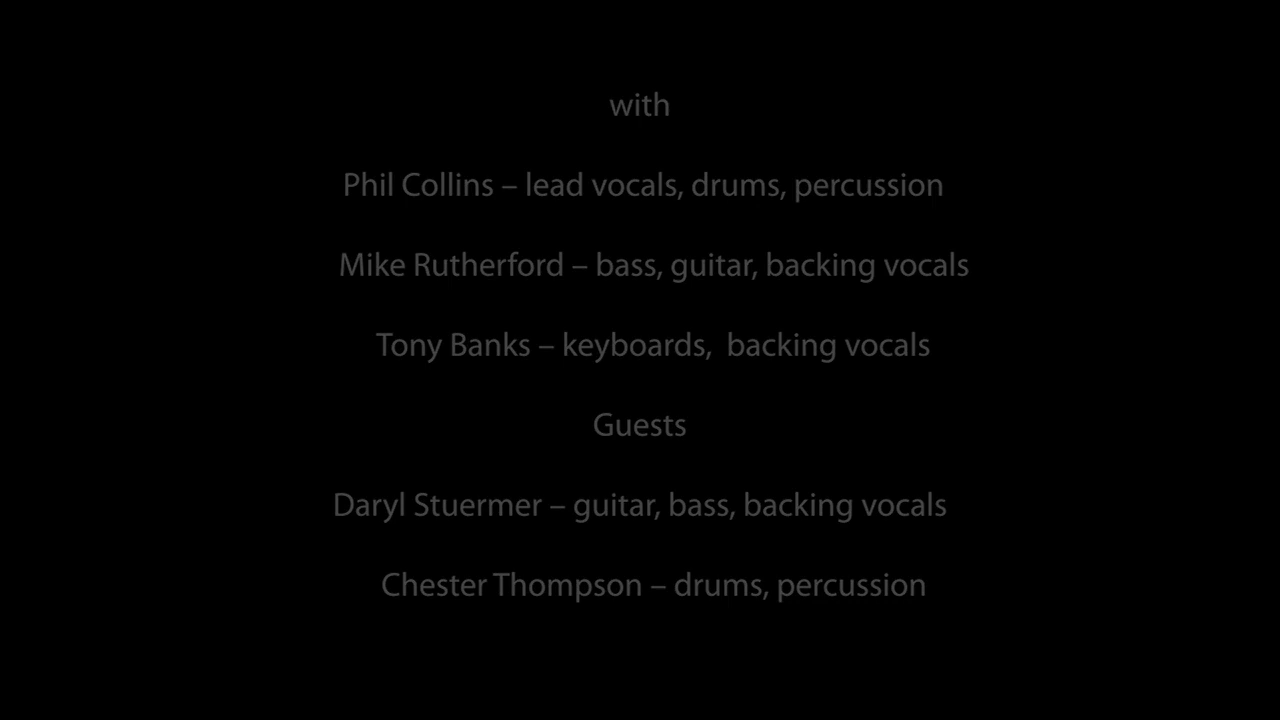 with
Phil Collins – lead vocals, drums, percussion
Mike Rutherford – bass, guitar, backing vocals
Tony Banks – keyboards,  backing vocals
Guests
Daryl Stuermer – guitar, bass, backing vocals
Chester Thompson – drums, percussion